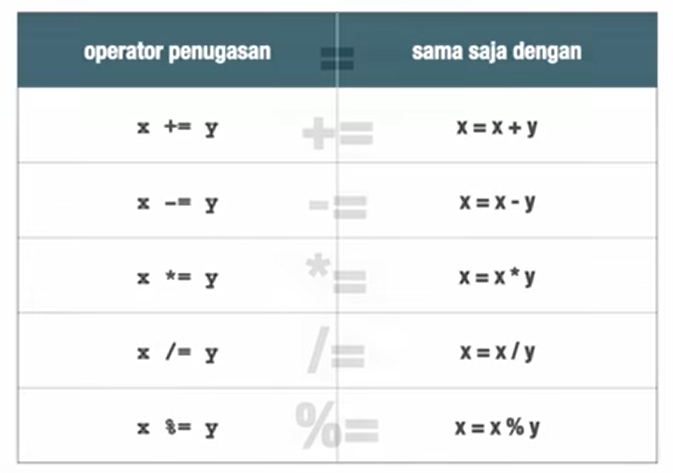 operator penugasan = sama saja dengan
x += y += x = x + y
x -= y -= x = x - y
x *= y *= x = x * y
x /= y /= x = x / y
x %= y %= x = x % y